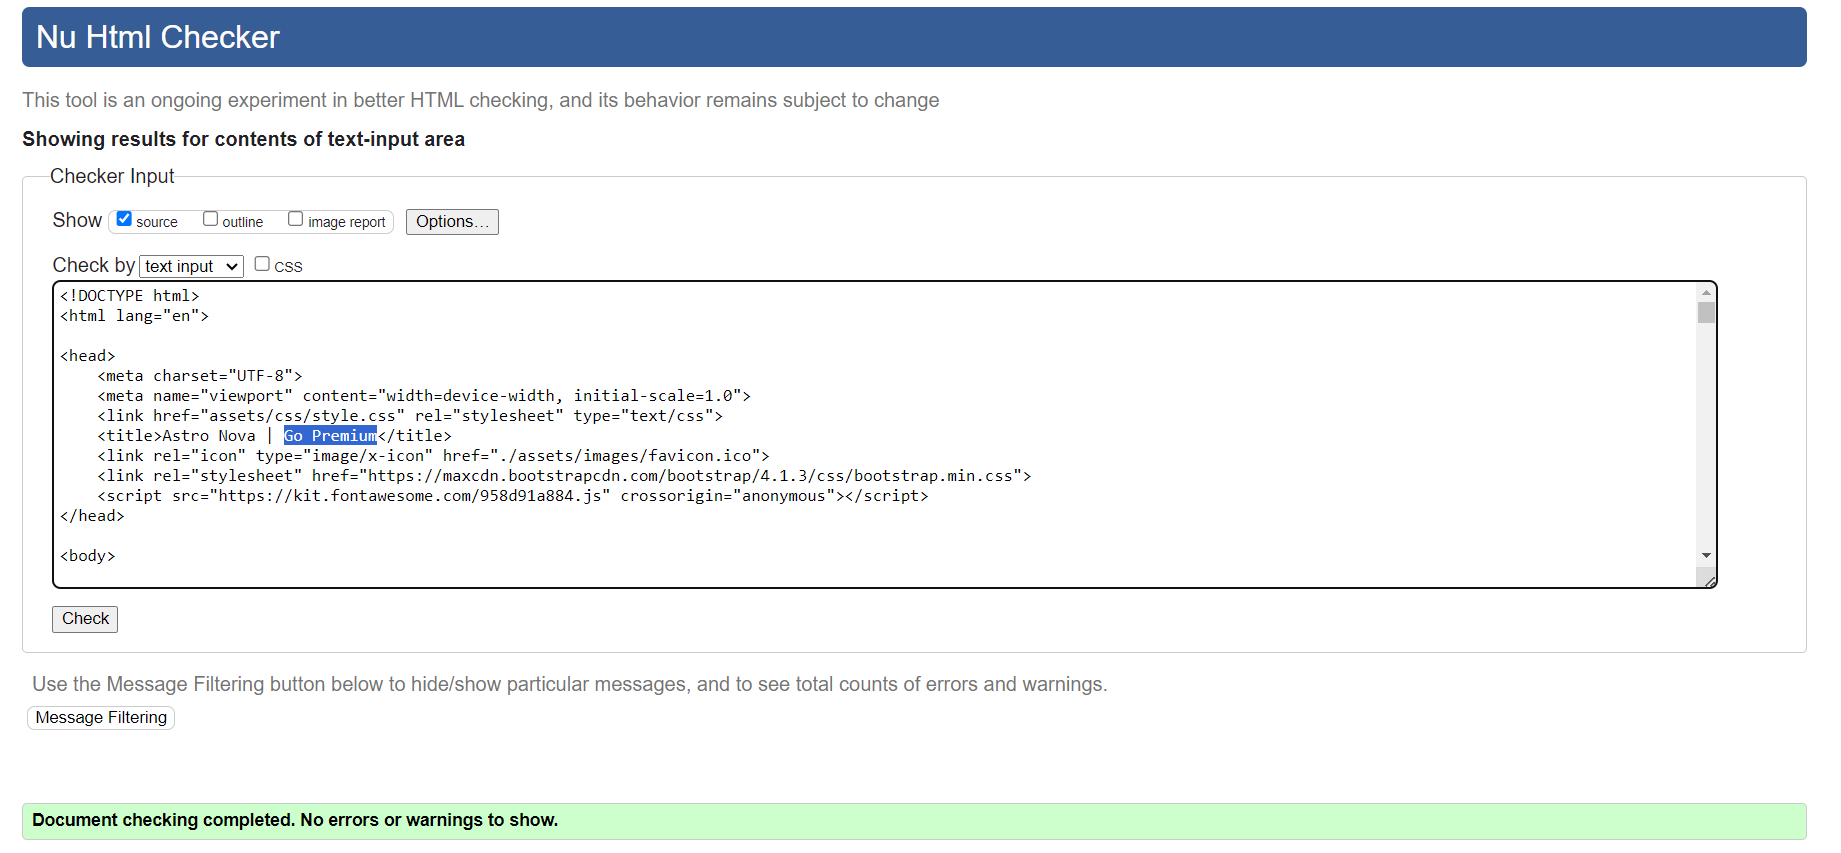 Nu Html Checker
This tool is an ongoing experiment in better HTML checking, and its behavior remains subject to change
Showing results for contents of text-input area
Checker Input
Show source outline image report Options...
Check by text input CSS
<!DOCTYPE html>
<html lang="en">
<head>
<meta charset="UTF-8">
<meta name="viewport" content="width=device-width, initial-scale=1.0">
<link href="assets/css/style.css" rel="stylesheet" type="text/css">
<title>Astro Nova | Go Premium</title>
<link rel="icon" type="image/x-icon" href="./assets/images/favicon.ico">
<link rel="stylesheet" href="https://maxcdn.bootstrapcdn.com/bootstrap/4.1.3/css/bootstrap.min.css">
<script src="https://kit.fontawesome.com/958d91a884.js" crossorigin="anonymous"></script>
</head>
<body>
Check
Use the Message Filtering button below to hide/show particular messages, and to see total counts of errors and warnings.
Message Filtering
Document checking completed. No errors or warnings to show.